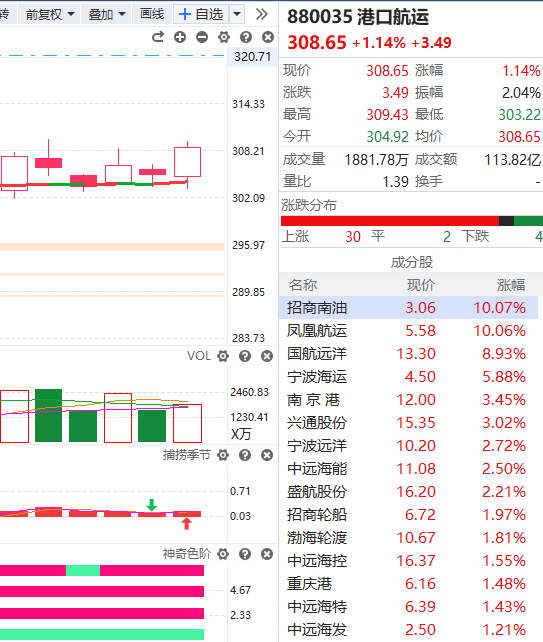 转 前复权 叠加 画线 自选
320.71
314.33
308.21
302.09
295.97
289.85
283.73
VOL
2460.83
1230.41
X万
捕捞季节
0.71
0.03
神奇色阶
4.67
2.33
880035 港口航运
308.65 +1.14% +3.49
现价 308.65 涨幅 1.14%
涨跌 3.49 振幅 2.04%
最高 309.43 最低 303.22
今开 304.92 均价 308.65
成交量 1881.78万 成交额 113.82亿
量比 1.39 换手 -
涨跌分布
上涨 30 平 2 下跌 4
成分股
名称 现价 涨幅
招商南油 3.06 10.07%
凤凰航运 5.58 10.06%
国航远洋 13.30 8.93%
宁波海运 4.50 5.88%
南 京 港 12.00 3.45%
兴通股份 15.35 3.02%
宁波远洋 10.20 2.72%
中远海能 11.08 2.50%
盛航股份 16.20 2.21%
招商轮船 6.72 1.97%
渤海轮渡 10.67 1.81%
中远海控 16.37 1.55%
重庆港 6.16 1.48%
中远海特 6.39 1.43%
中远海发 2.50 1.21%